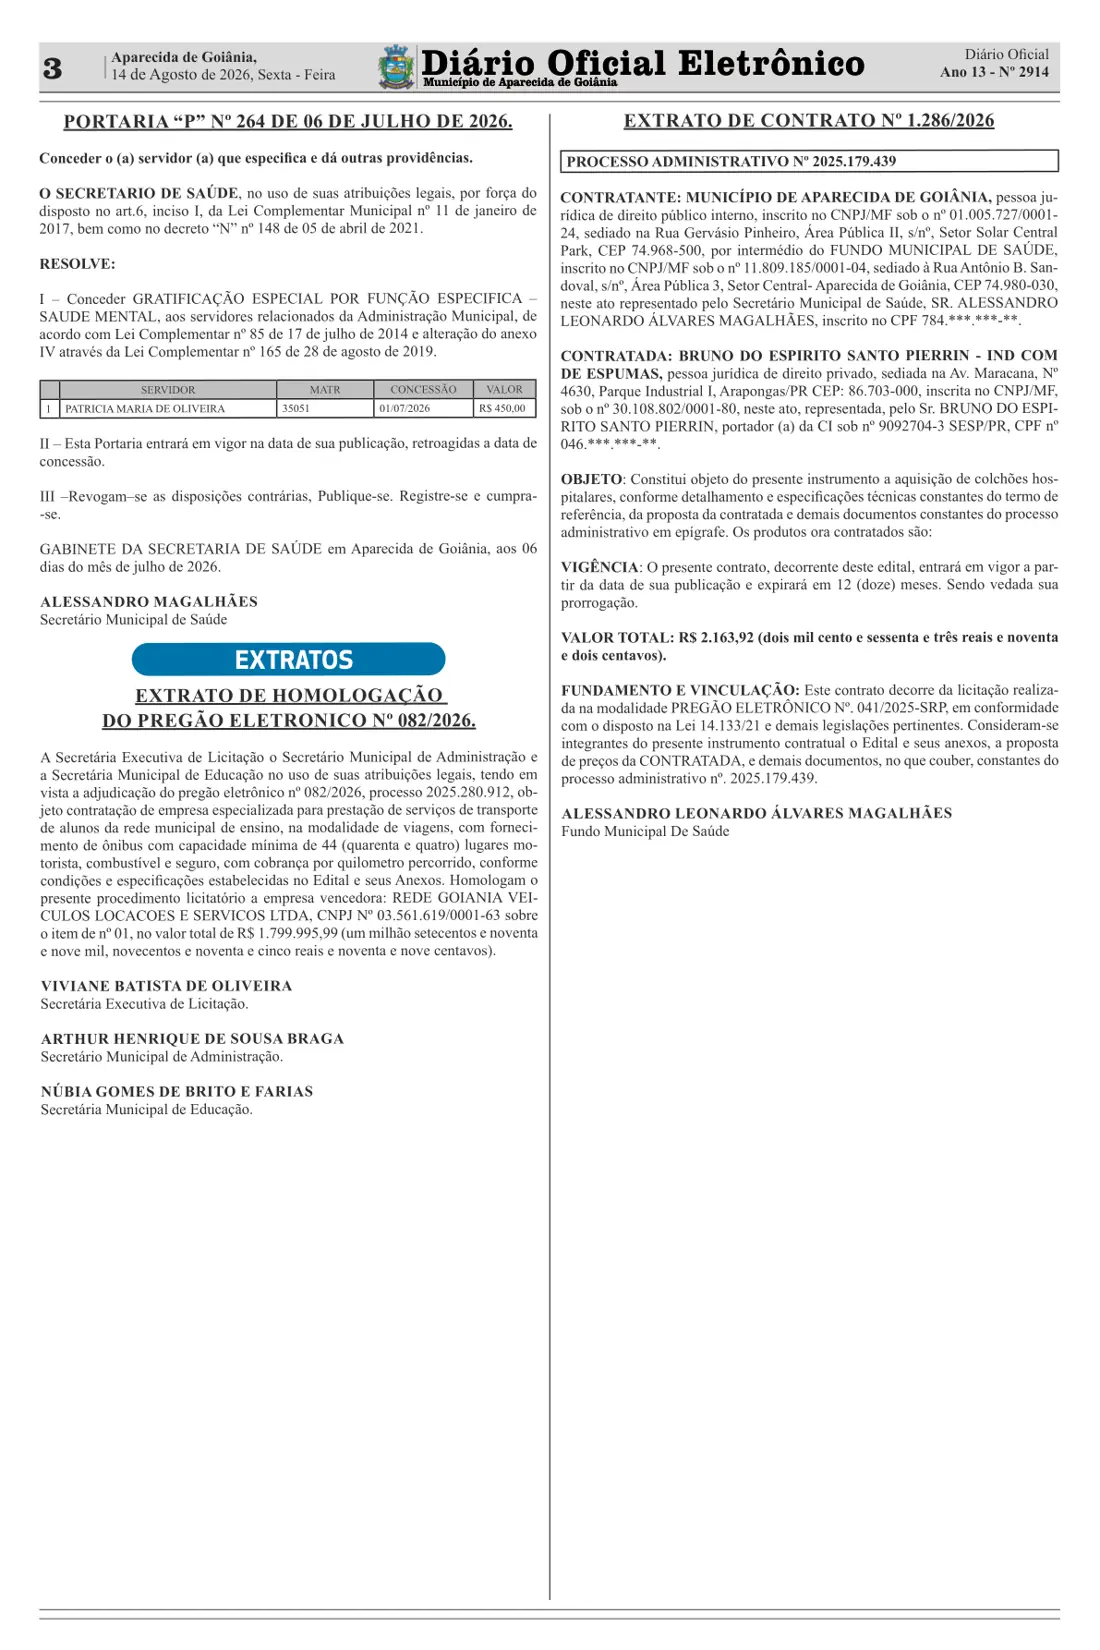 3
Aparecida de Goiânia,
14 de Agosto de 2026, Sexta - Feira
Diário Oficial Eletrônico
Município de Aparecida de Goiânia
Diário Oficial
Ano 13 - Nº 2914
PORTARIA “P” Nº 264 DE 06 DE JULHO DE 2026.
Conceder o (a) servidor (a) que especifica e dá outras providências.
O SECRETARIO DE SAÚDE, no uso de suas atribuições legais, por força do
disposto no art.6, inciso I, da Lei Complementar Municipal nº 11 de janeiro de
2017, bem como no decreto “N” nº 148 de 05 de abril de 2021.
RESOLVE:
I – Conceder GRATIFICAÇÃO ESPECIAL POR FUNÇÃO ESPECIFICA –
SAUDE MENTAL, aos servidores relacionados da Administração Municipal, de
acordo com Lei Complementar nº 85 de 17 de julho de 2014 e alteração do anexo
IV através da Lei Complementar nº 165 de 28 de agosto de 2019.
SERVIDOR MATR CONCESSÃO VALOR
1 PATRICIA MARIA DE OLIVEIRA 35051 01/07/2026 R$ 450,00
II – Esta Portaria entrará em vigor na data de sua publicação, retroagidas a data de
concessão.
III –Revogam–se as disposições contrárias, Publique-se. Registre-se e cumpra-
-se.
GABINETE DA SECRETARIA DE SAÚDE em Aparecida de Goiânia, aos 06
dias do mês de julho de 2026.
ALESSANDRO MAGALHÃES
Secretário Municipal de Saúde
EXTRATOS
EXTRATO DE HOMOLOGAÇÃO
DO PREGÃO ELETRONICO Nº 082/2026.
A Secretária Executiva de Licitação o Secretário Municipal de Administração e
a Secretária Municipal de Educação no uso de suas atribuições legais, tendo em
vista a adjudicação do pregão eletrônico nº 082/2026, processo 2025.280.912, ob-
jeto contratação de empresa especializada para prestação de serviços de transporte
de alunos da rede municipal de ensino, na modalidade de viagens, com forneci-
mento de ônibus com capacidade mínima de 44 (quarenta e quatro) lugares mo-
torista, combustível e seguro, com cobrança por quilometro percorrido, conforme
condições e especificações estabelecidas no Edital e seus Anexos. Homologam o
presente procedimento licitatório a empresa vencedora: REDE GOIANIA VEI-
CULOS LOCACOES E SERVICOS LTDA, CNPJ Nº 03.561.619/0001-63 sobre
o item de nº 01, no valor total de R$ 1.799.995,99 (um milhão setecentos e noventa
e nove mil, novecentos e noventa e cinco reais e noventa e nove centavos).
VIVIANE BATISTA DE OLIVEIRA
Secretária Executiva de Licitação.
ARTHUR HENRIQUE DE SOUSA BRAGA
Secretário Municipal de Administração.
NÚBIA GOMES DE BRITO E FARIAS
Secretária Municipal de Educação.
EXTRATO DE CONTRATO Nº 1.286/2026
PROCESSO ADMINISTRATIVO Nº 2025.179.439
CONTRATANTE: MUNICÍPIO DE APARECIDA DE GOIÂNIA, pessoa ju-
rídica de direito público interno, inscrito no CNPJ/MF sob o nº 01.005.727/0001-
24, sediado na Rua Gervásio Pinheiro, Área Pública II, s/nº, Setor Solar Central
Park, CEP 74.968-500, por intermédio do FUNDO MUNICIPAL DE SAÚDE,
inscrito no CNPJ/MF sob o nº 11.809.185/0001-04, sediado à Rua Antônio B. San-
doval, s/nº, Área Pública 3, Setor Central- Aparecida de Goiânia, CEP 74.980-030,
neste ato representado pelo Secretário Municipal de Saúde, SR. ALESSANDRO
LEONARDO ÁLVARES MAGALHÃES, inscrito no CPF 784.***.***-**.
CONTRATADA: BRUNO DO ESPIRITO SANTO PIERRIN - IND COM
DE ESPUMAS, pessoa jurídica de direito privado, sediada na Av. Maracana, Nº
4630, Parque Industrial I, Arapongas/PR CEP: 86.703-000, inscrita no CNPJ/MF,
sob o nº 30.108.802/0001-80, neste ato, representada, pelo Sr. BRUNO DO ESPI-
RITO SANTO PIERRIN, portador (a) da CI sob nº 9092704-3 SESP/PR, CPF nº
046.***.***-**.
OBJETO: Constitui objeto do presente instrumento a aquisição de colchões hos-
pitalares, conforme detalhamento e especificações técnicas constantes do termo de
referência, da proposta da contratada e demais documentos constantes do processo
administrativo em epígrafe. Os produtos ora contratados são:
VIGÊNCIA: O presente contrato, decorrente deste edital, entrará em vigor a par-
tir da data de sua publicação e expirará em 12 (doze) meses. Sendo vedada sua
prorrogação.
VALOR TOTAL: R$ 2.163,92 (dois mil cento e sessenta e três reais e noventa
e dois centavos).
FUNDAMENTO E VINCULAÇÃO: Este contrato decorre da licitação realiza-
da na modalidade PREGÃO ELETRÔNICO Nº. 041/2025-SRP, em conformidade
com o disposto na Lei 14.133/21 e demais legislações pertinentes. Consideram-se
integrantes do presente instrumento contratual o Edital e seus anexos, a proposta
de preços da CONTRATADA, e demais documentos, no que couber, constantes do
processo administrativo nº. 2025.179.439.
ALESSANDRO LEONARDO ÁLVARES MAGALHÃES
Fundo Municipal De Saúde